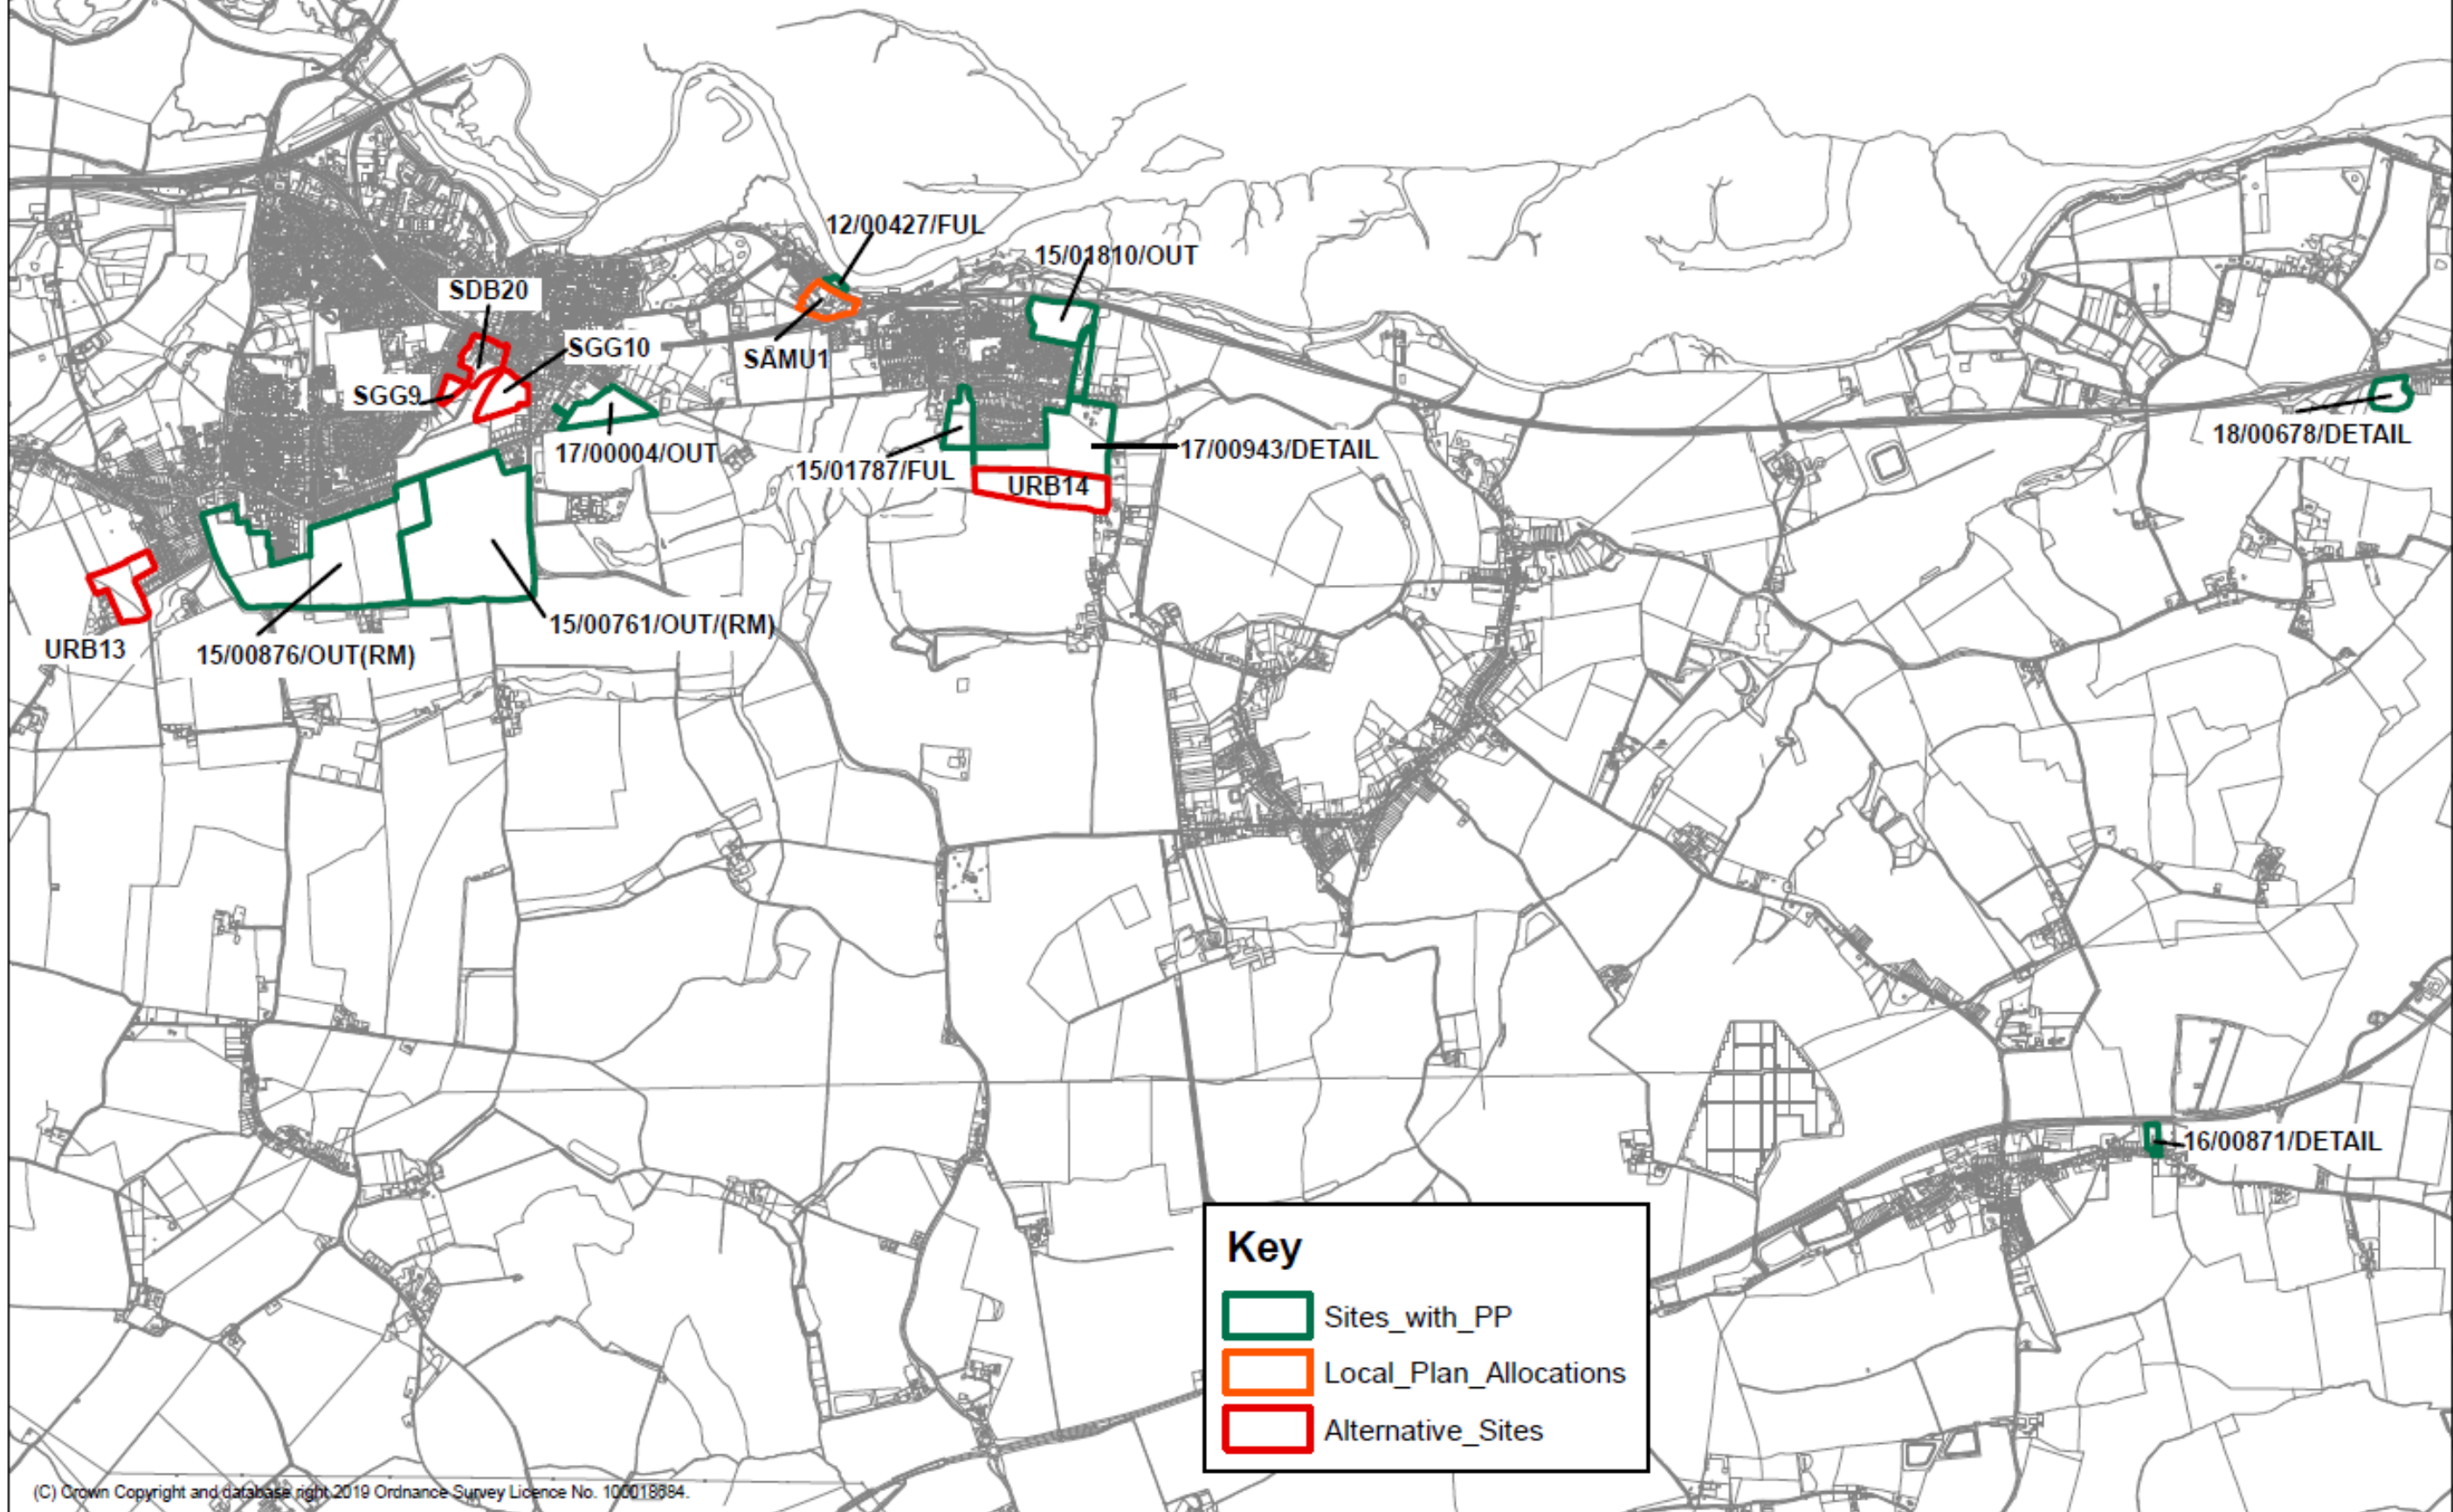 12/00427/FUL
15/01810/OUT
SDB20
SGG10
SAMU1
SGG9
18/00678/DETAIL
17/00004/OUT
17/00943/DETAIL
15/01787/FUL
URB14
15/00761/OUT/(RM)
URB13
15/00876/OUT(RM)
16/00871/DETAIL
Key
Sites_with_PP
Local_Plan_Allocations
Alternative_Sites
(C) Crown Copyright and database right 2019 Ordnance Survey Licence No. 100018684.